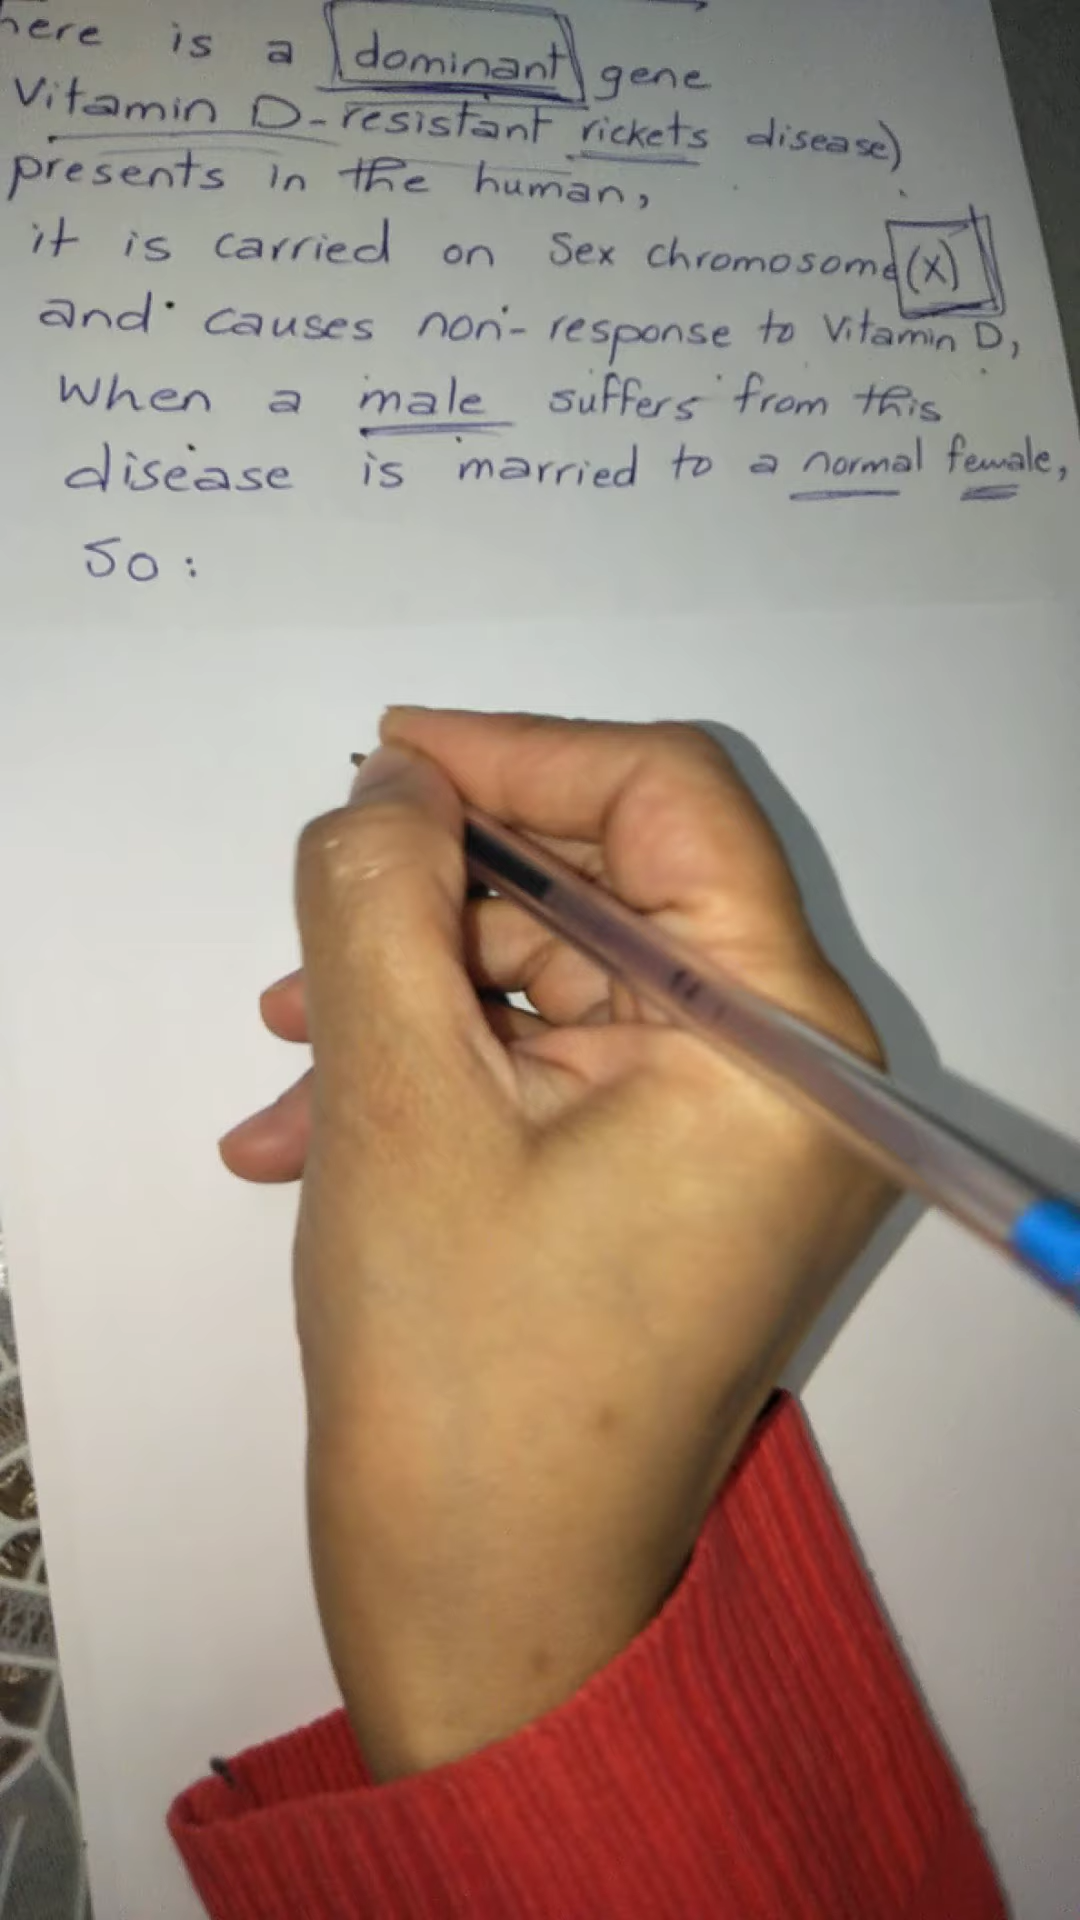 here is a dominant gene
Vitamin D-resistant rickets disease)
presents in the human,
it is carried on Sex chromosome (X)
and causes non-response to Vitamin D,
When a male suffers from this
disease is married to a normal female,
So: